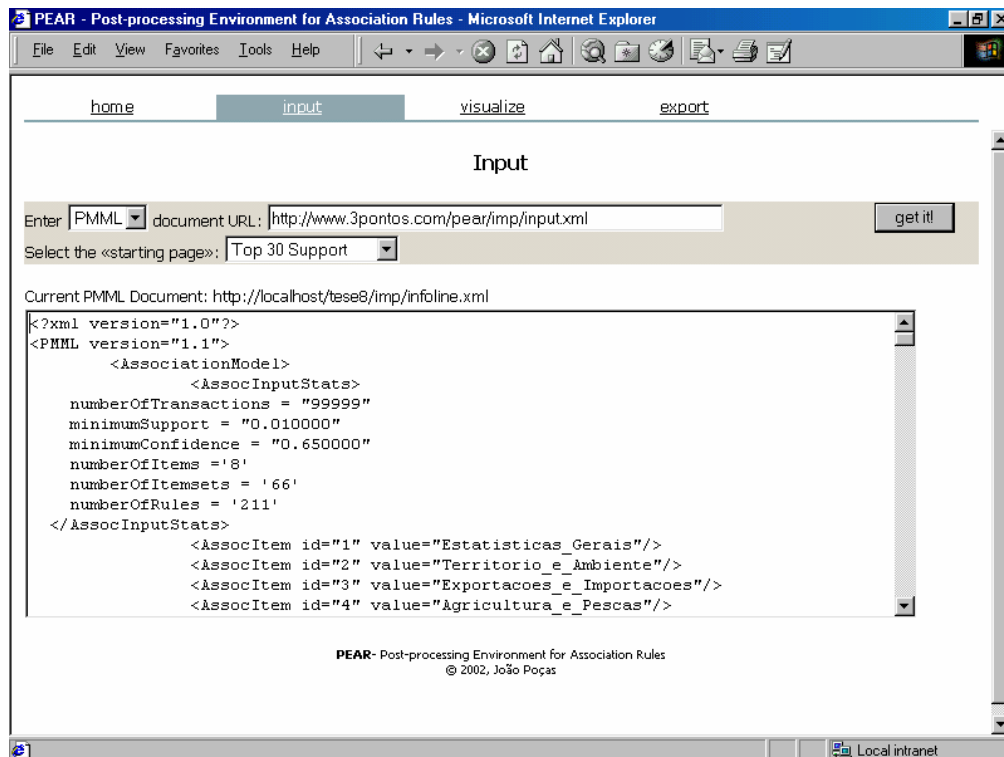 PEAR - Post-processing Environment for Association Rules - Microsoft Internet Explorer
File Edit View Favorites Tools Help
home input visualize export
Input
Enter PMML document URL: http://www.3pontos.com/pear/imp/input.xml get it!
Select the «starting page»: Top 30 Support
Current PMML Document: http://localhost/tese8/imp/infoline.xml
<?xml version="1.0"?>
<PMML version="1.1">
<AssociationModel>
<AssocInputStats>
numberOfTransactions = "99999"
minimumSupport = "0.010000"
minimumConfidence = "0.650000"
numberOfItems ='8'
numberOfItemsets = '66'
numberOfRules = '211'
</AssocInputStats>
<AssocItem id="1" value="Estatisticas_Gerais"/>
<AssocItem id="2" value="Territorio_e_Ambiente"/>
<AssocItem id="3" value="Exportacoes_e_Importacoes"/>
<AssocItem id="4" value="Agricultura_e_Pescas"/>
PEAR- Post-processing Environment for Association Rules
© 2002, João Poças
Local intranet